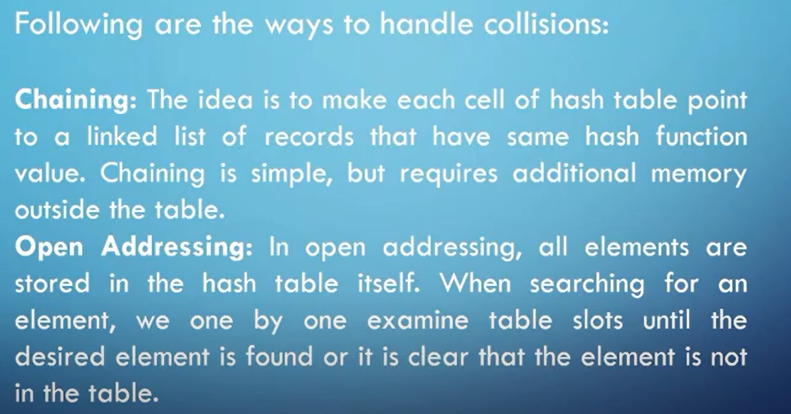 Following are the ways to handle collisions:
Chaining: The idea is to make each cell of hash table point
to a linked list of records that have same hash function
value. Chaining is simple, but requires additional memory
outside the table.
Open Addressing: In open addressing, all elements are
stored in the hash table itself. When searching for an
element, we one by one examine table slots until the
desired element is found or it is clear that the element is not
in the table.